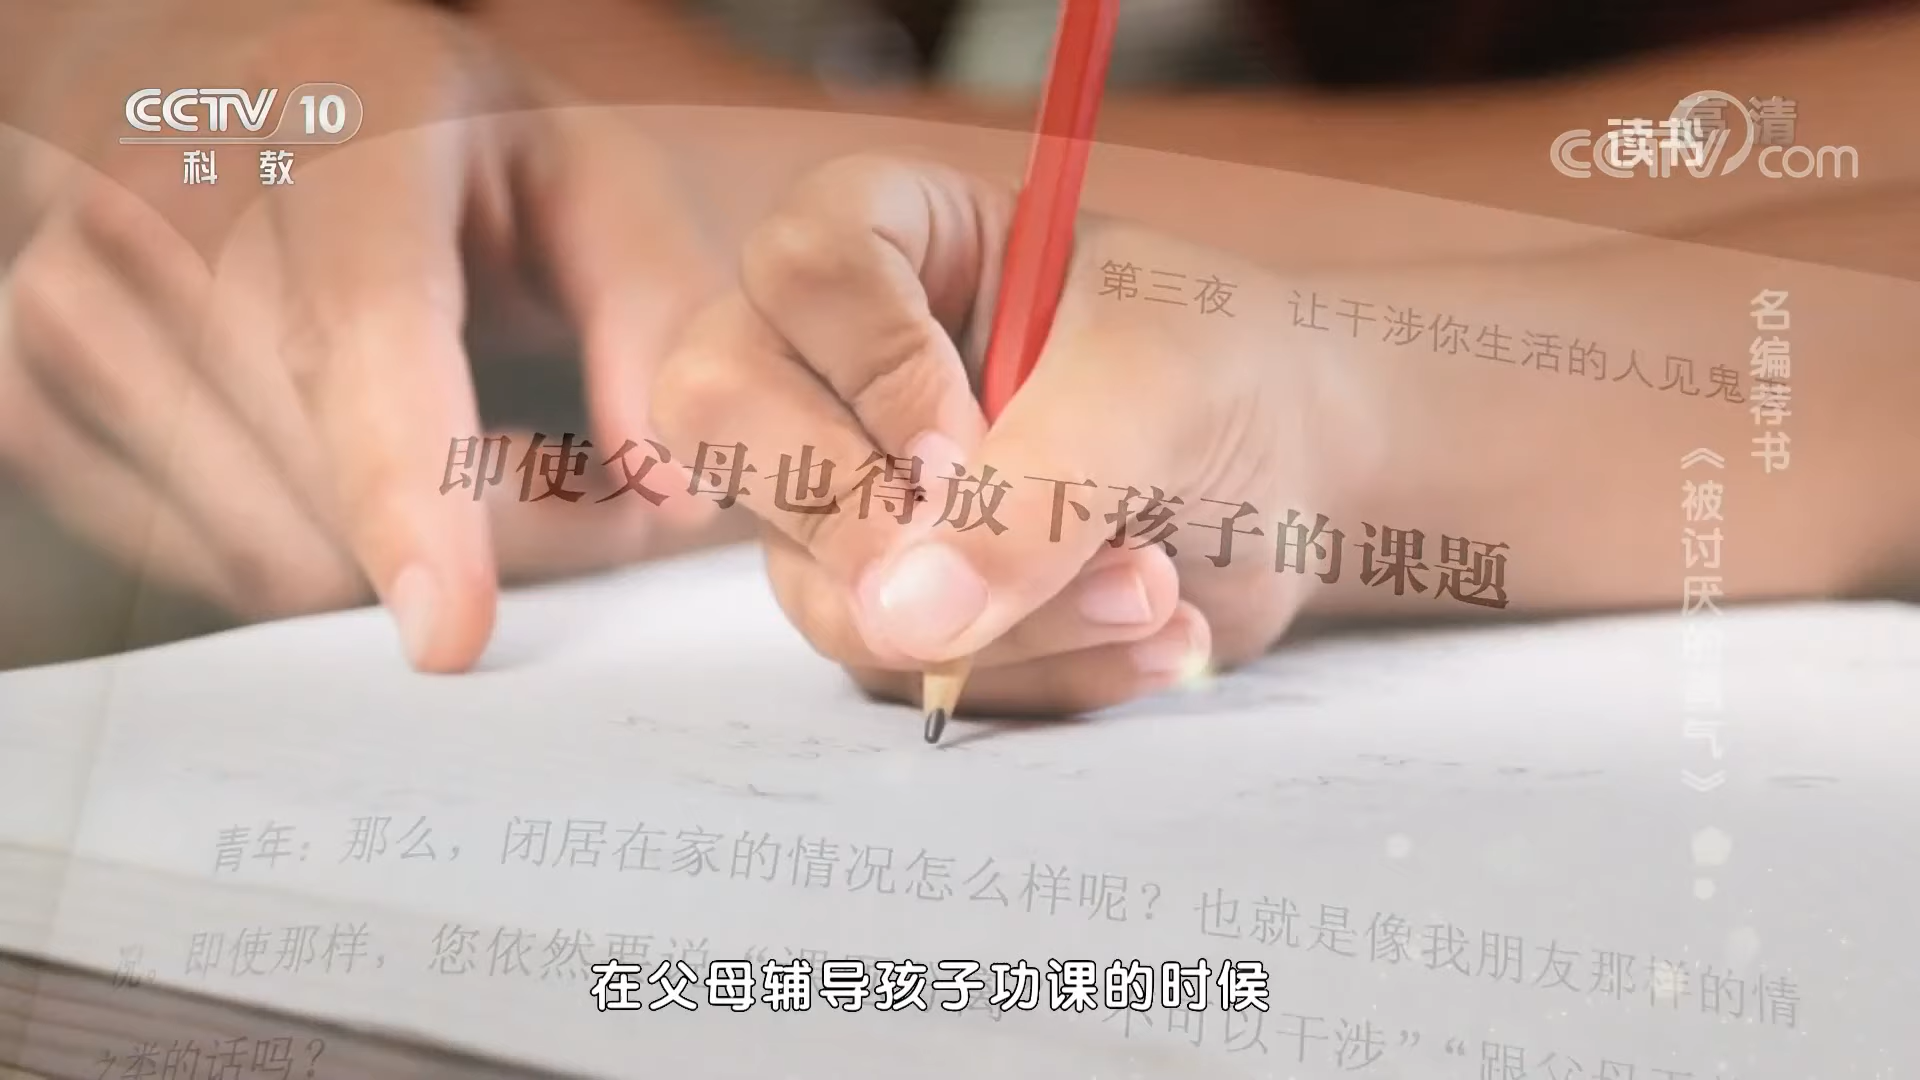 CCTV 10
科教
高清
读书
CCTV.com
第三夜 让干涉你生活的人见鬼去
名编荐书
《被讨厌的勇气》
即使父母也得放下孩子的课题
青年：那么，闭居在家的情况怎么样呢？也就是像我朋友那样的情
况。即使那样，您依然要说“课题分离”“不可以干涉”“跟父母无
之类的话吗？
在父母辅导孩子功课的时候